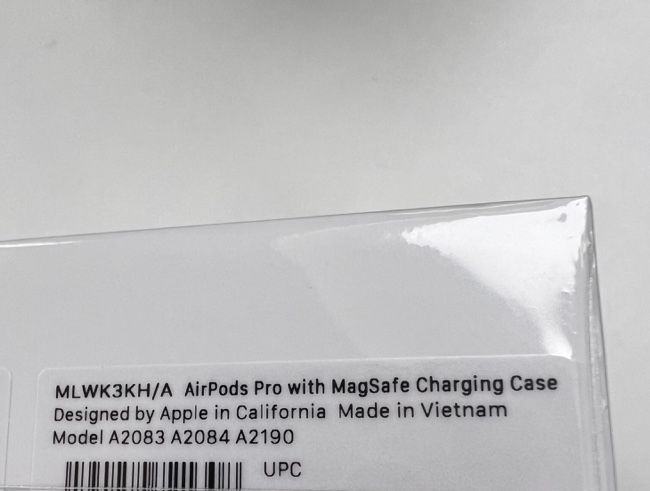 MLWK3KH/A AirPods Pro with MagSafe Charging Case
Designed by Apple in California Made in Vietnam
Model A2083 A2084 A2190
UPC